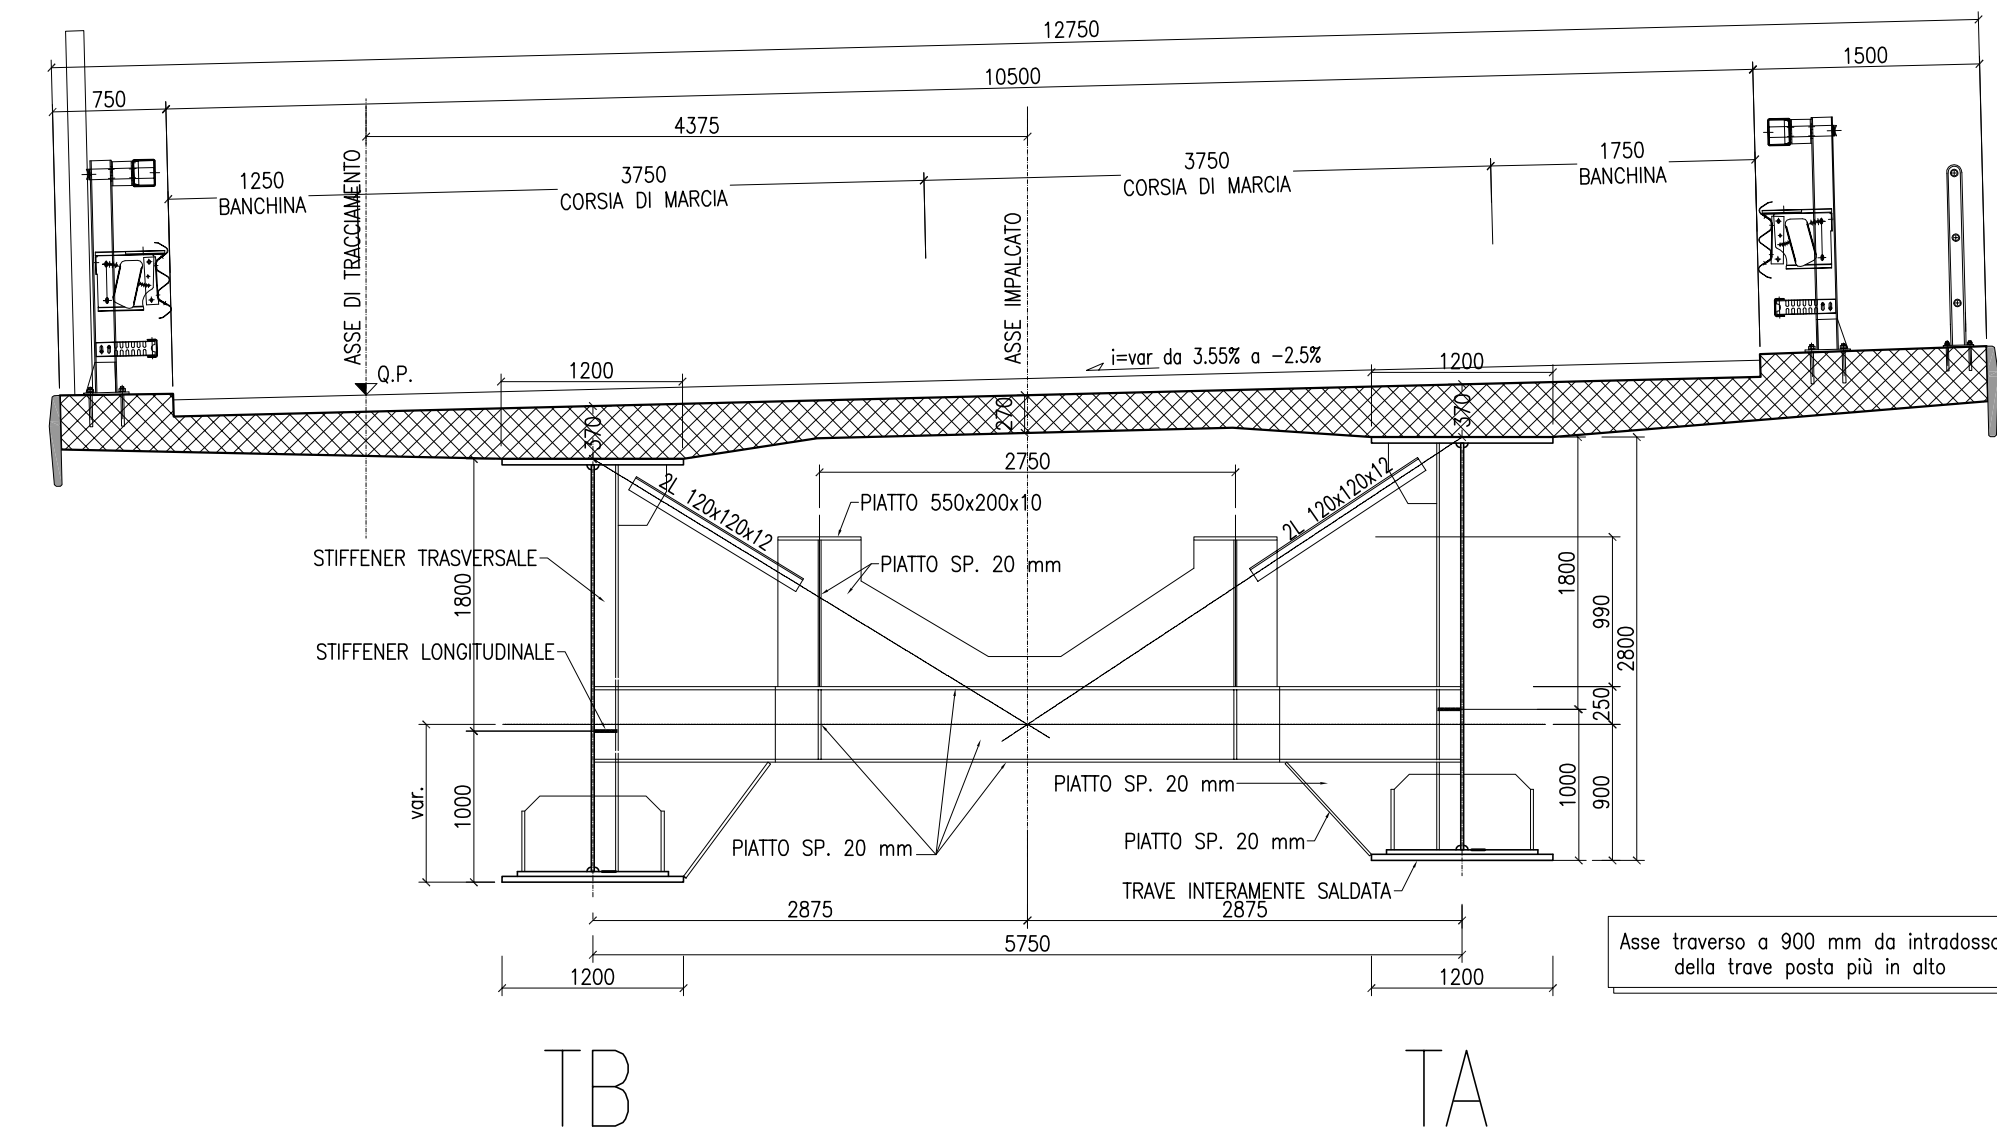 12750
10500
1500
750
4375
1250
BANCHINA
3750
CORSIA DI MARCIA
3750
CORSIA DI MARCIA
1750
BANCHINA
ASSE DI TRACCIAMENTO
ASSE IMPALCATO
Q.P.
i=var da 3.55% a -2.5%
1200
1200
370
270
370
2750
2L 120x120x12
2L 120x120x12
PIATTO 550x200x10
PIATTO SP. 20 mm
STIFFENER TRASVERSALE
STIFFENER LONGITUDINALE
1800
1000
var.
1800
1000
990
250
900
2800
PIATTO SP. 20 mm
PIATTO SP. 20 mm
PIATTO SP. 20 mm
TRAVE INTERAMENTE SALDATA
2875
2875
5750
1200
1200
Asse traverso a 900 mm da intradosso
della trave posta più in alto
TB
TA